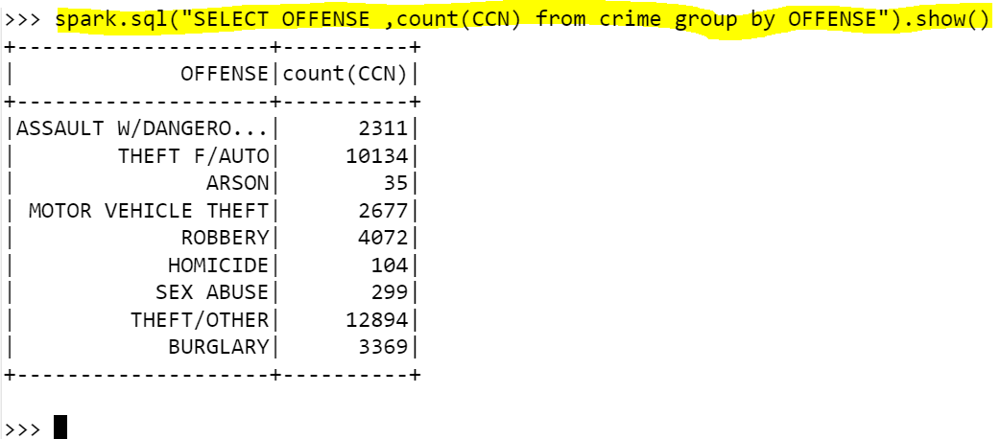 >>> spark.sql("SELECT OFFENSE ,count(CCN) from crime group by OFFENSE").show()
+--------------------+----------+
|             OFFENSE|count(CCN)|
+--------------------+----------+
|ASSAULT W/DANGERO...|      2311|
|        THEFT F/AUTO|     10134|
|               ARSON|        35|
| MOTOR VEHICLE THEFT|      2677|
|             ROBBERY|      4072|
|            HOMICIDE|       104|
|           SEX ABUSE|       299|
|         THEFT/OTHER|     12894|
|            BURGLARY|      3369|
+--------------------+----------+
>>>